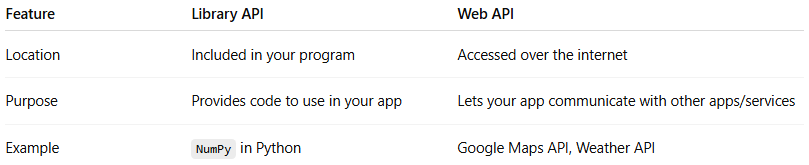 Feature Library API Web API
Location Included in your program Accessed over the internet
Purpose Provides code to use in your app Lets your app communicate with other apps/services
Example NumPy in Python Google Maps API, Weather API